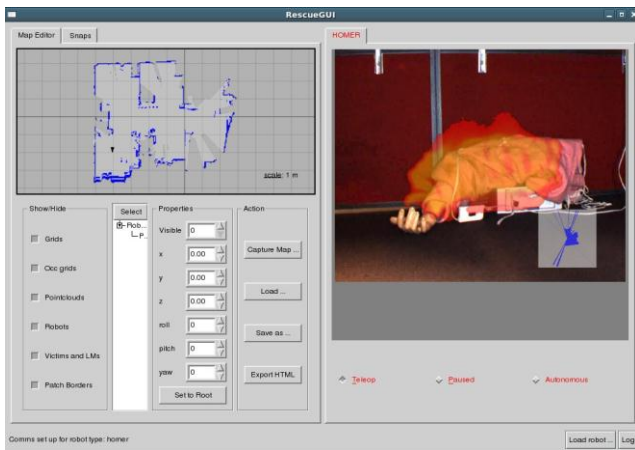 RescueGUI
Map Editor
Snaps
HOMER
scale: 1 m
Show/Hide
Grids
Occ grids
Pointclouds
Robots
Victims and LMs
Patch Borders
Select
Rob...
P...
Properties
Visible 0
x 0.00
y 0.00
z 0.00
roll 0
pitch 0
yaw 0
Set to Root
Action
Capture Map ...
Load ...
Save as ...
Export HTML
Teleop
Paused
Autonomous
Comms set up for robot type: homer
Load robot ...
Log